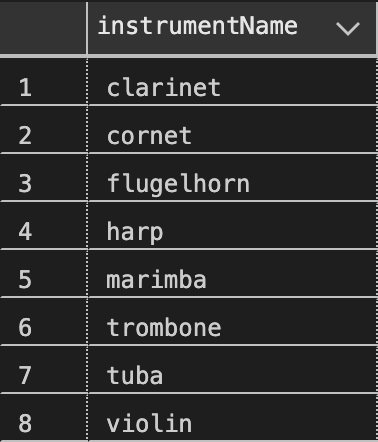 instrumentName
1 clarinet
2 cornet
3 flugelhorn
4 harp
5 marimba
6 trombone
7 tuba
8 violin